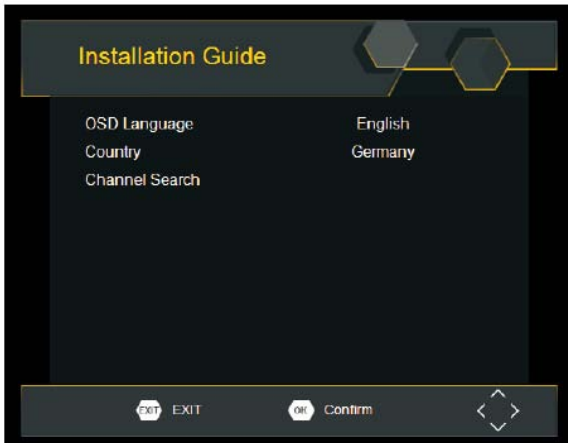 Installation Guide
OSD Language English
Country Germany
Channel Search
EXIT EXIT OK Confirm